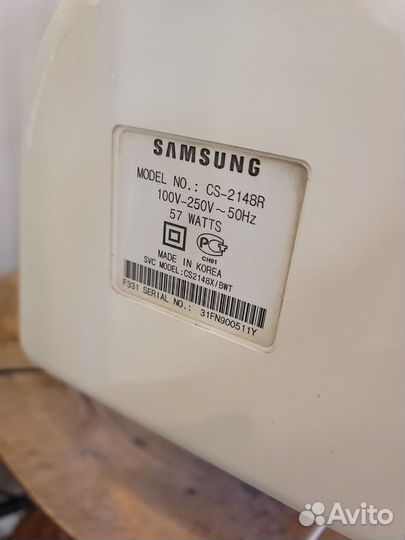 SAMSUNG
MODEL NO.: CS-2148R
100V-250V~50Hz
57 WATTS
CH01
MADE IN KOREA
SVC MODEL:CS2148X/BWT
F331 SERIAL NO.: 31FN900511Y
Avito